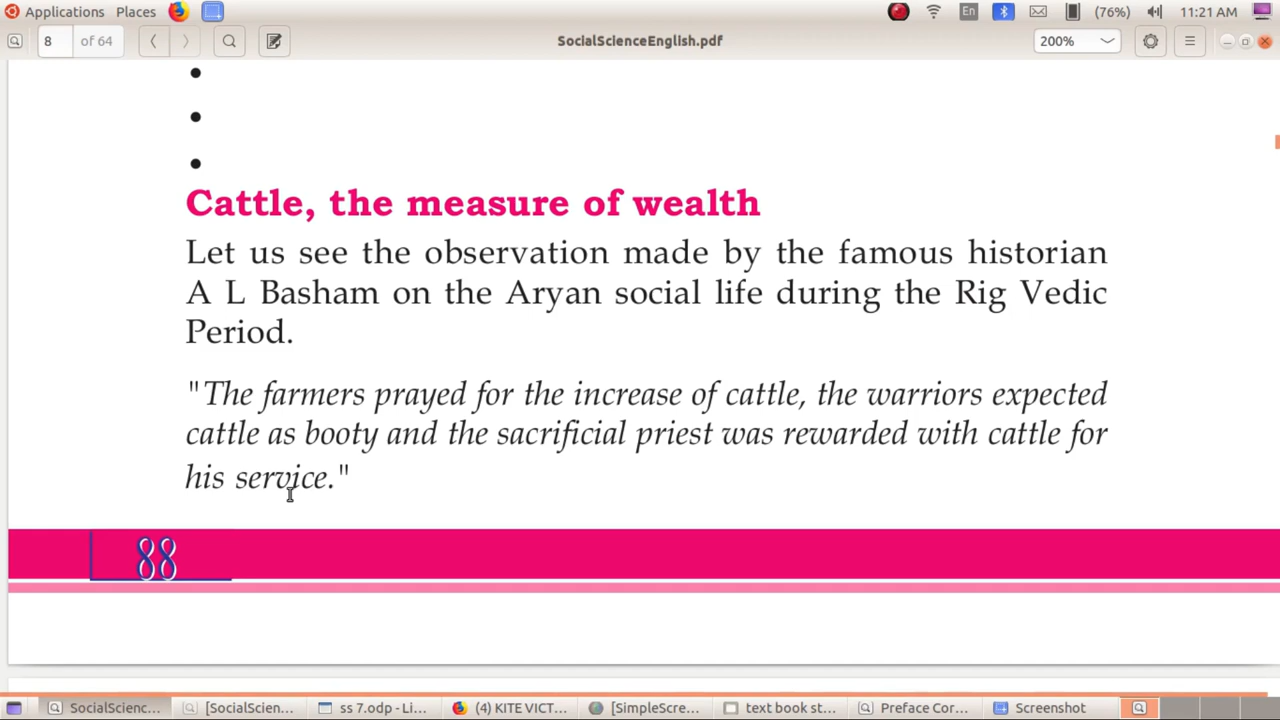 Applications Places En (76%) 11:21 AM
8 of 64 SocialScienceEnglish.pdf 200%
•
•
•
Cattle, the measure of wealth
Let us see the observation made by the famous historian
A L Basham on the Aryan social life during the Rig Vedic
Period.
"The farmers prayed for the increase of cattle, the warriors expected
cattle as booty and the sacrificial priest was rewarded with cattle for
his service."
88
SocialScienc... [SocialScien... ss 7.odp - Li... (4) KITE VICT... [SimpleScre... text book st... Preface Cor... Screenshot